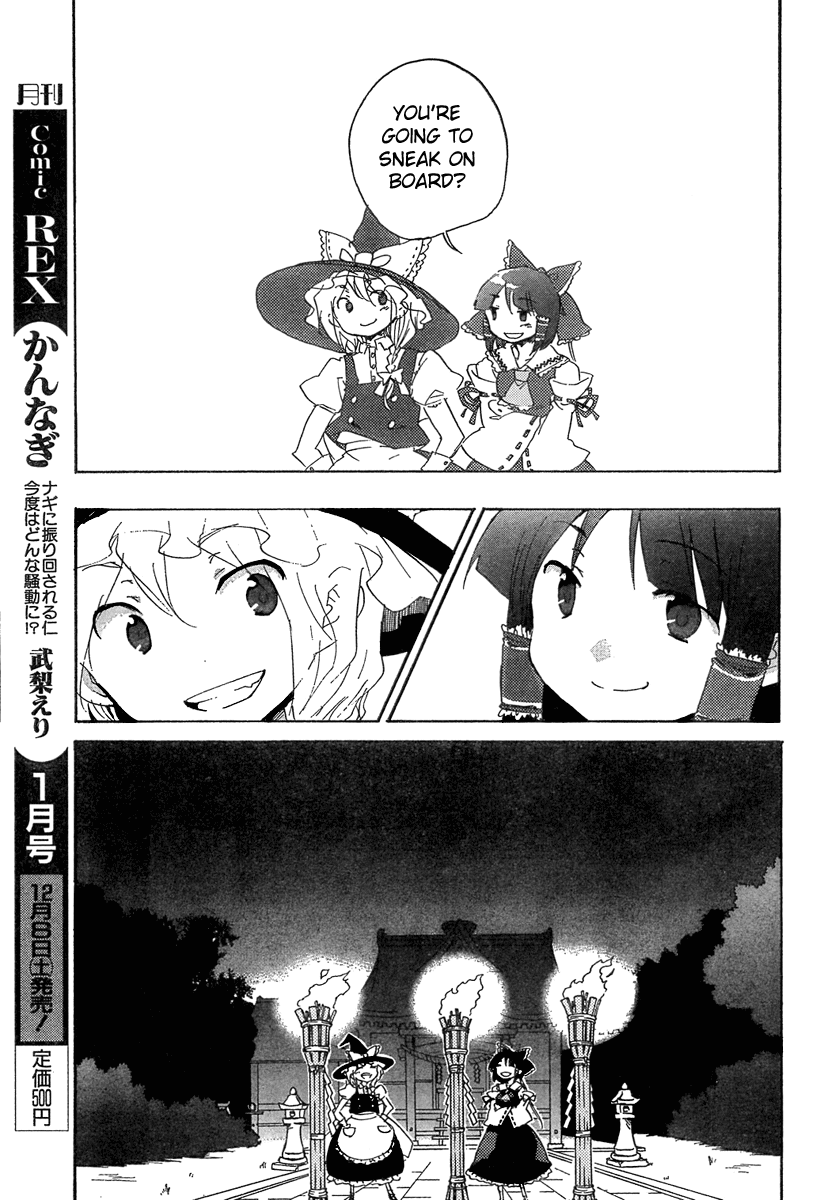 YOU'RE
GOING TO
SNEAK ON
BOARD?
月刊
Comic REX
かんなぎ
ナギに振り回される仁
今度はどんな騒動に!?
武梨えり
1月号
12月8日(土)発売!
定価500円